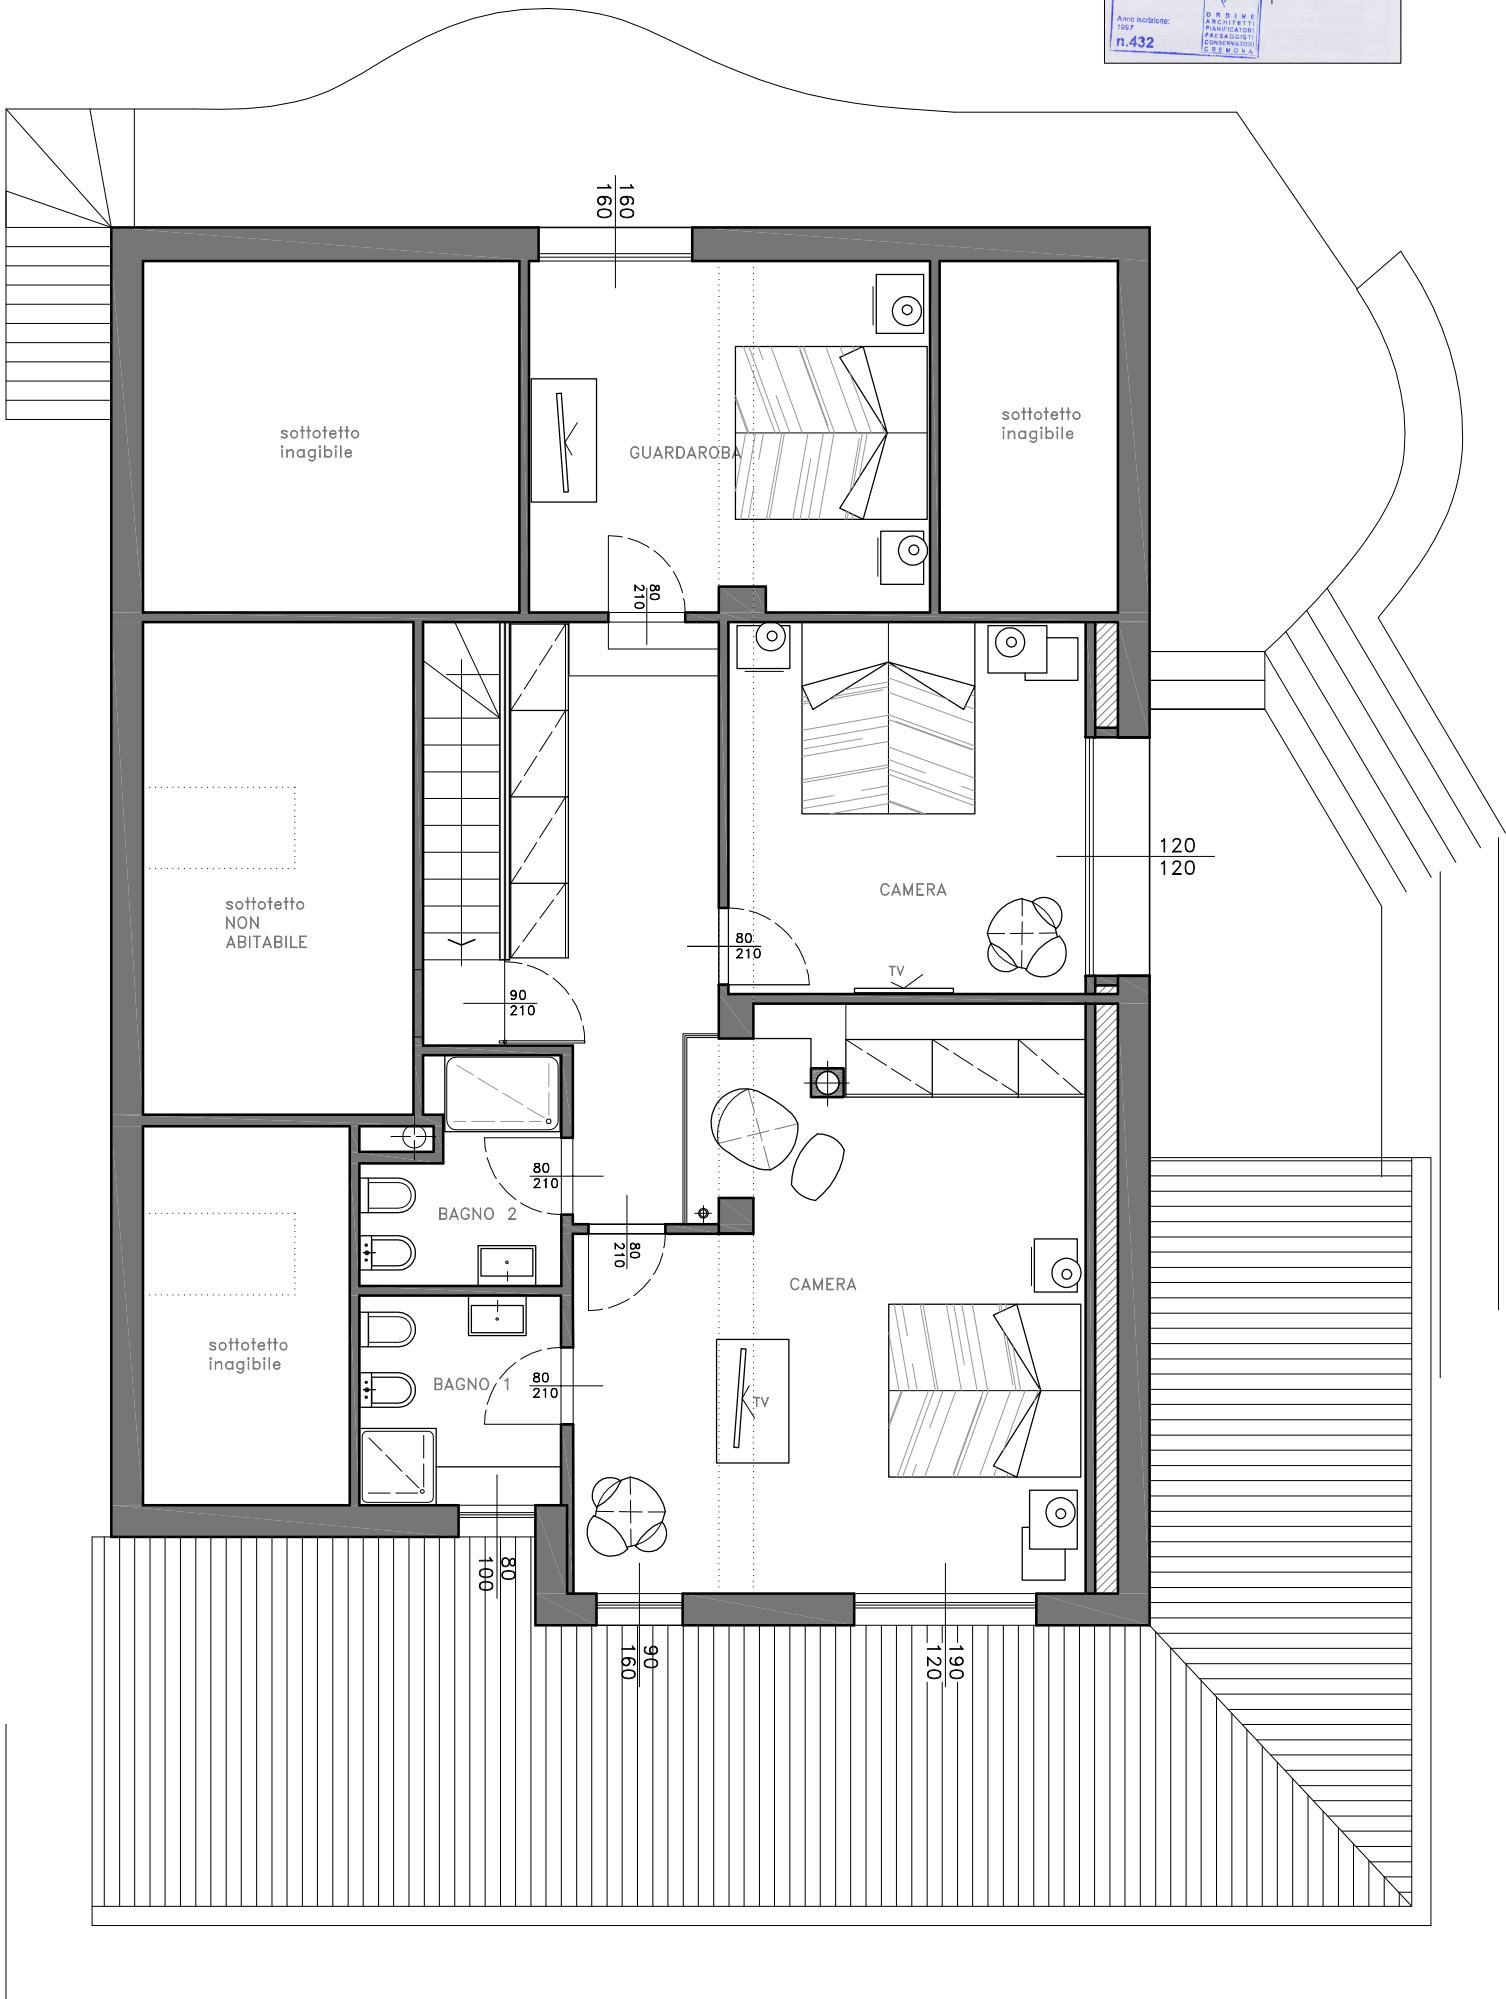 Anno iscrizione:
1997
n.432
ORDINE
ARCHITETTI
PIANIFICATORI
PAESAGGISTI
CONSERVATORI
CREMONA
160
160
sottotetto
inagibile
GUARDAROBA
sottotetto
inagibile
80
210
120
120
sottotetto
NON
ABITABILE
CAMERA
80
210
TV
90
210
80
210
BAGNO 2
80
210
CAMERA
sottotetto
inagibile
BAGNO 1
80
210
TV
80
100
90
160
190
120